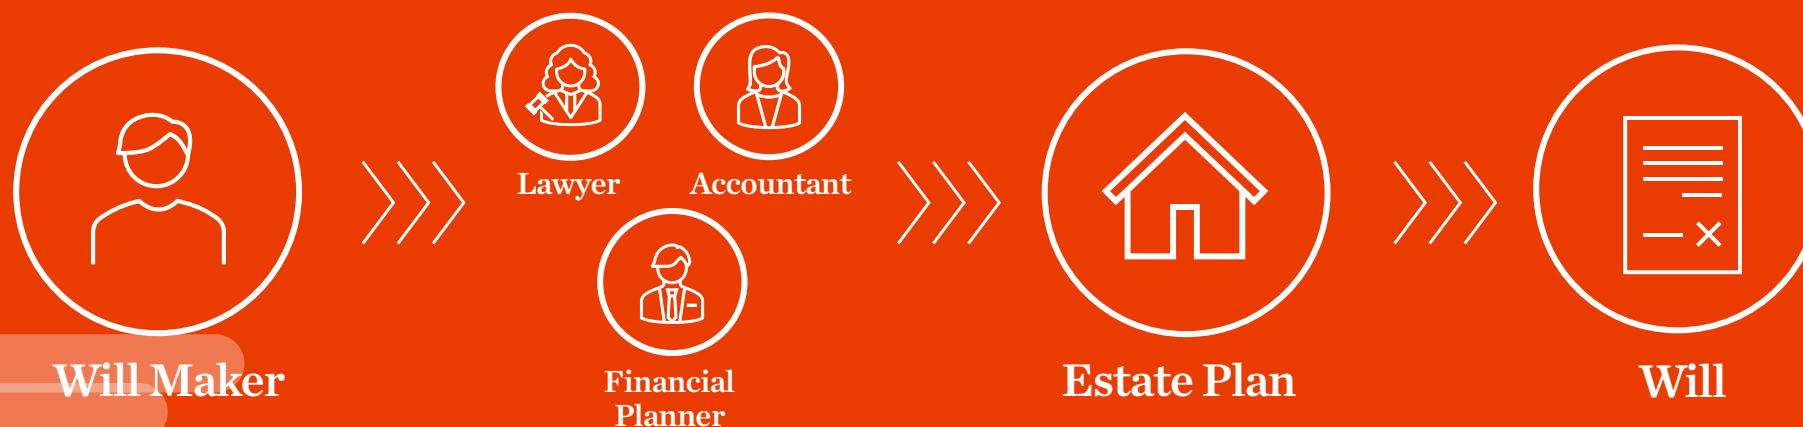 Will Maker
Lawyer
Accountant
Financial
Planner
Estate Plan
Will